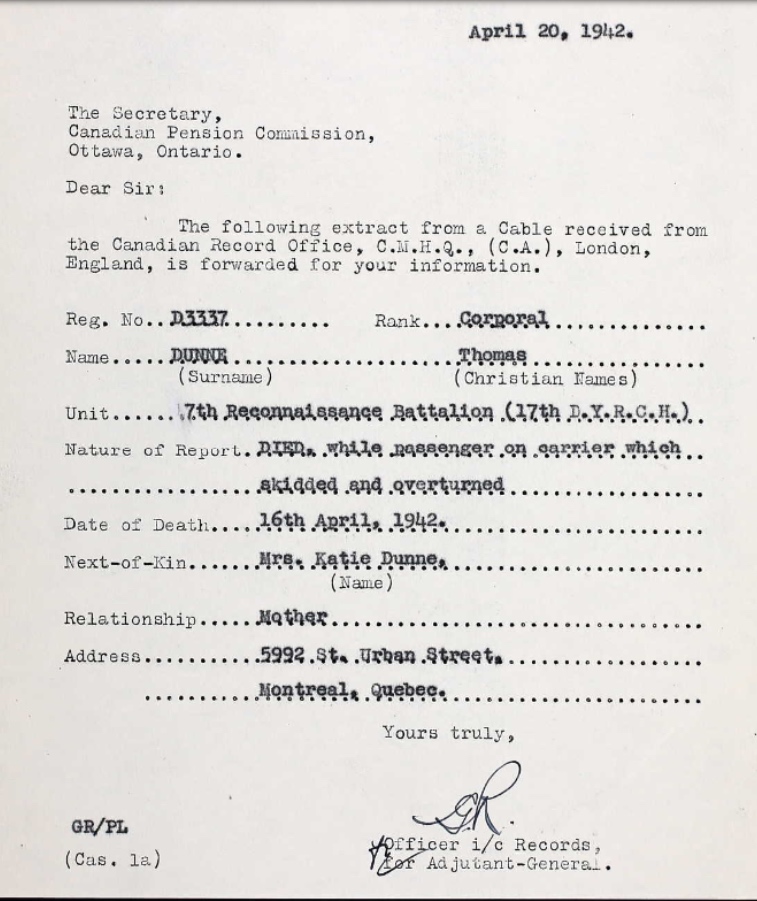 April 20, 1942.
The Secretary,
Canadian Pension Commission,
Ottawa, Ontario.
Dear Sir:
The following extract from a Cable received from
the Canadian Record Office, C.M.H.Q., (C.A.), London,
England, is forwarded for your information.
Reg. No.. D3337.......... Rank....Corporal...............
Name.....DUNNE........................Thomas..................
(Surname) (Christian Names)
Unit......7th Reconnaissance Battalion (17th D.Y.R.C.H.)..
Nature of Report. DIED, while passenger on carrier which..
.................skidded and overturned..................
Date of Death....16th April, 1942.........................
Next-of-Kin......Mrs. Katie Dunne,........................
(Name)
Relationship.....Mother...................................
Address..........5992 St. Urban Street,...................
..........Montreal, Quebec..........................
Yours truly,
GR.
GR/PL
Officer i/c Records,
(Cas. 1a) for Adjutant-General.